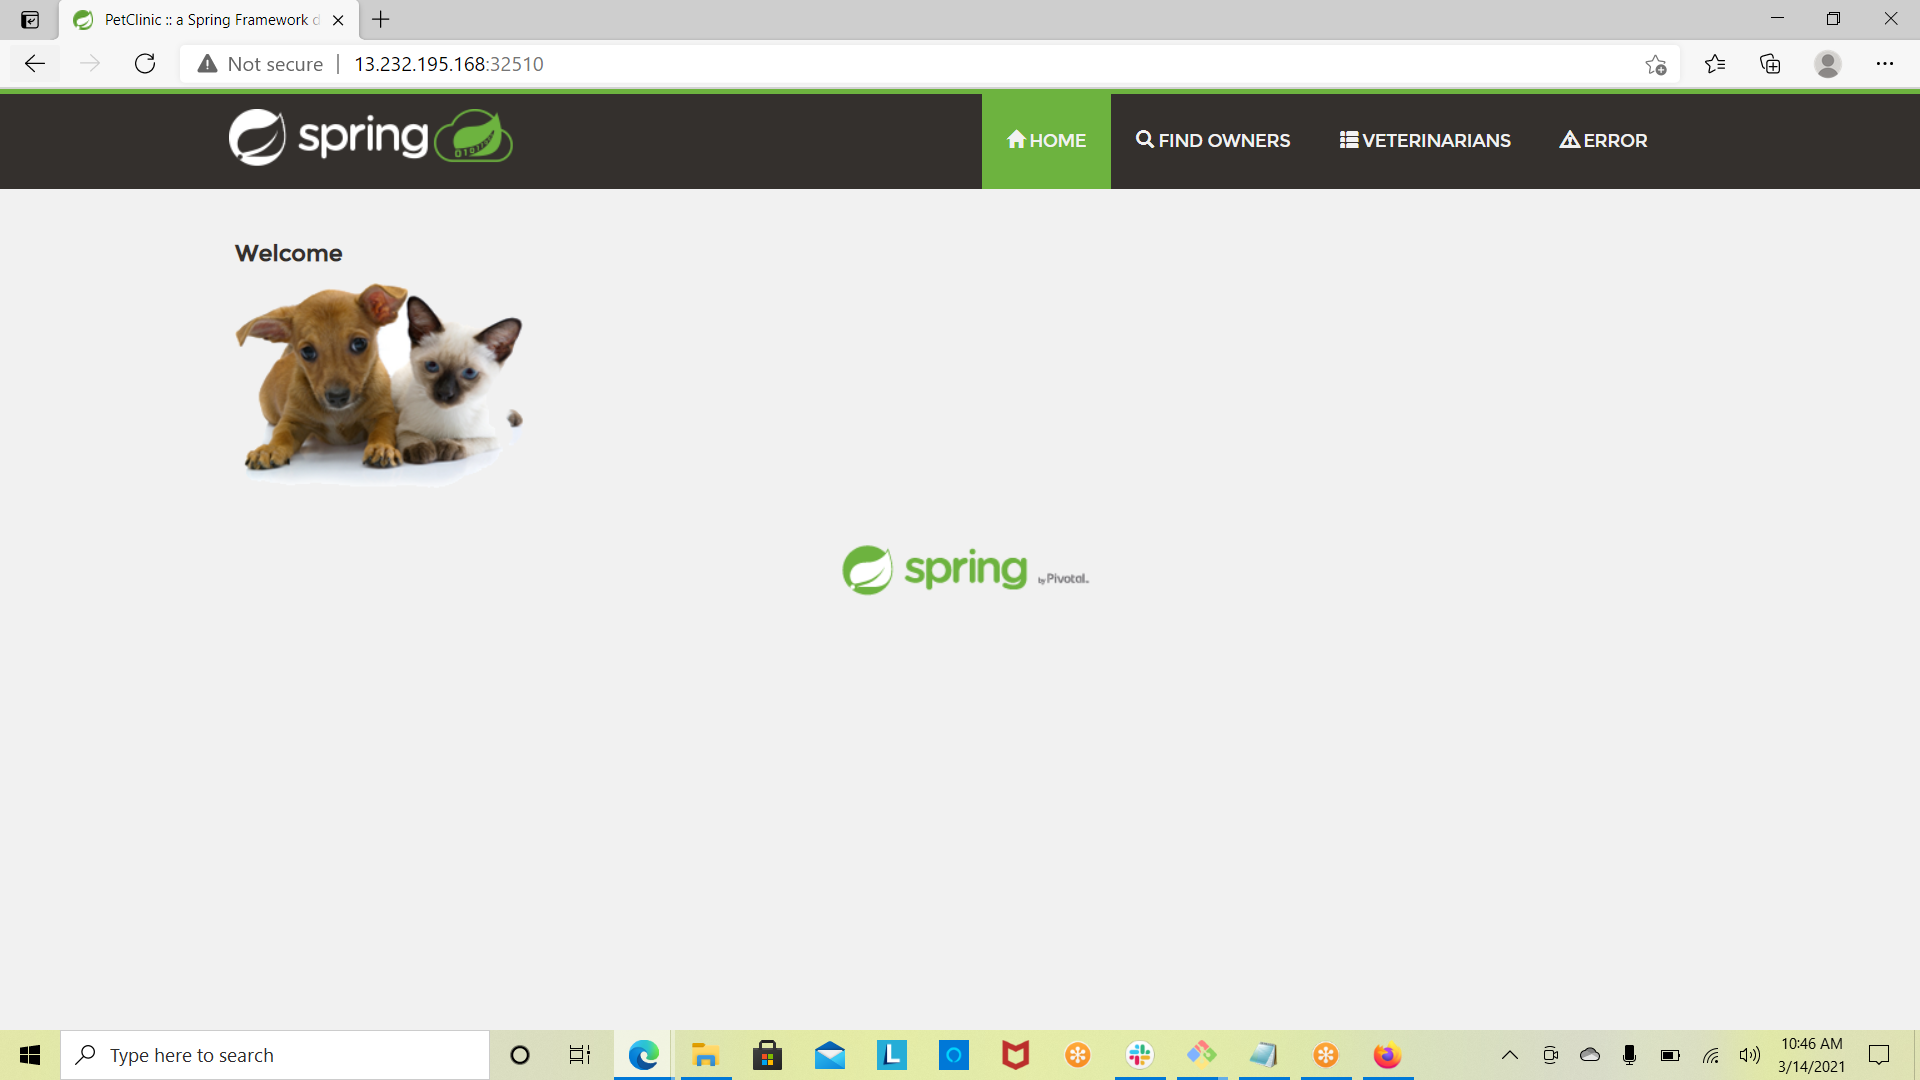 PetClinic :: a Spring Framework d
Not secure | 13.232.195.168:32510
spring
HOME
FIND OWNERS
VETERINARIANS
ERROR
Welcome
spring by Pivotal
Type here to search
10:46 AM
3/14/2021